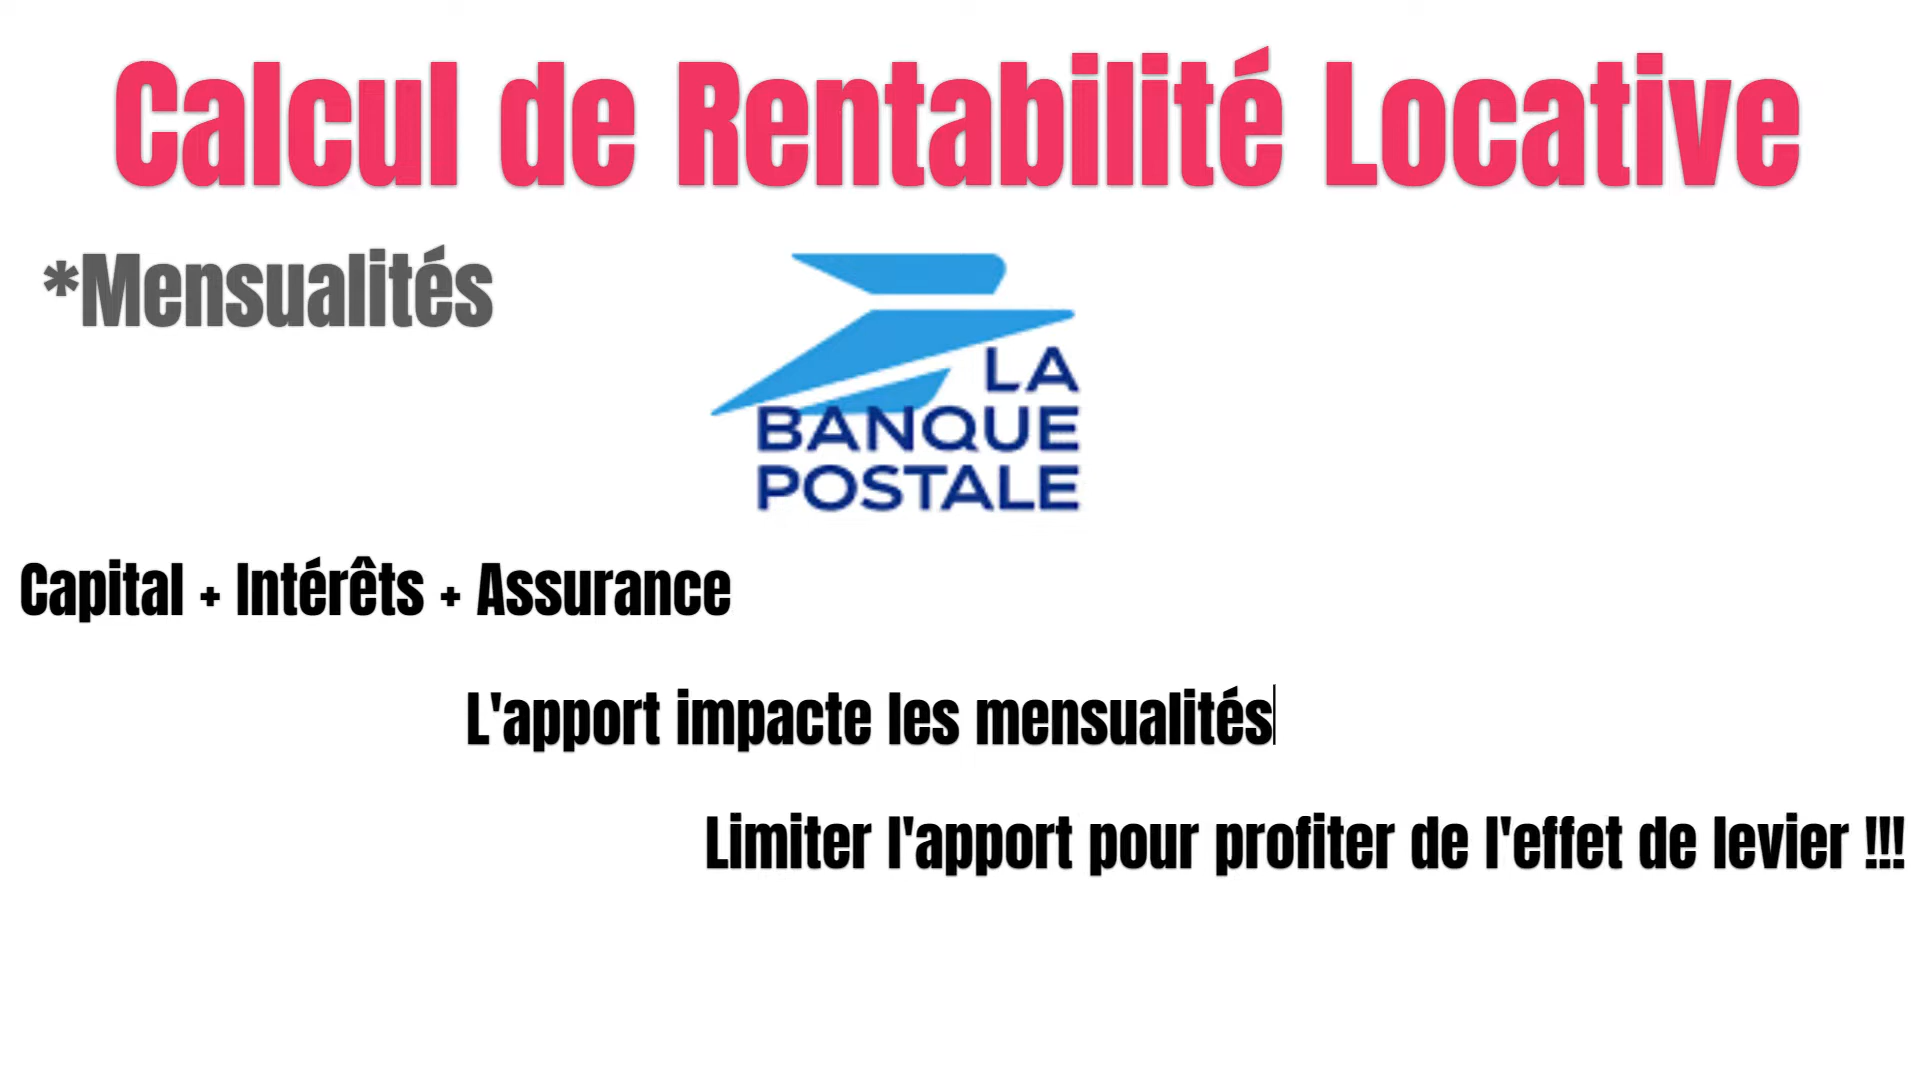 Calcul de Rentabilité Locative
*Mensualités
LA
BANQUE
POSTALE
Capital + Intérêts + Assurance
L'apport impacte les mensualités
Limiter l'apport pour profiter de l'effet de levier !!!